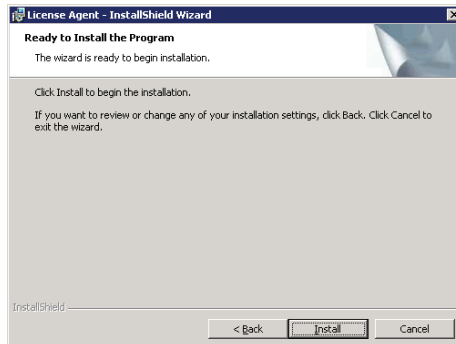 License Agent - InstallShield Wizard
Ready to Install the Program
The wizard is ready to begin installation.
Click Install to begin the installation.
If you want to review or change any of your installation settings, click Back. Click Cancel to
exit the wizard.
InstallShield
< Back Install Cancel